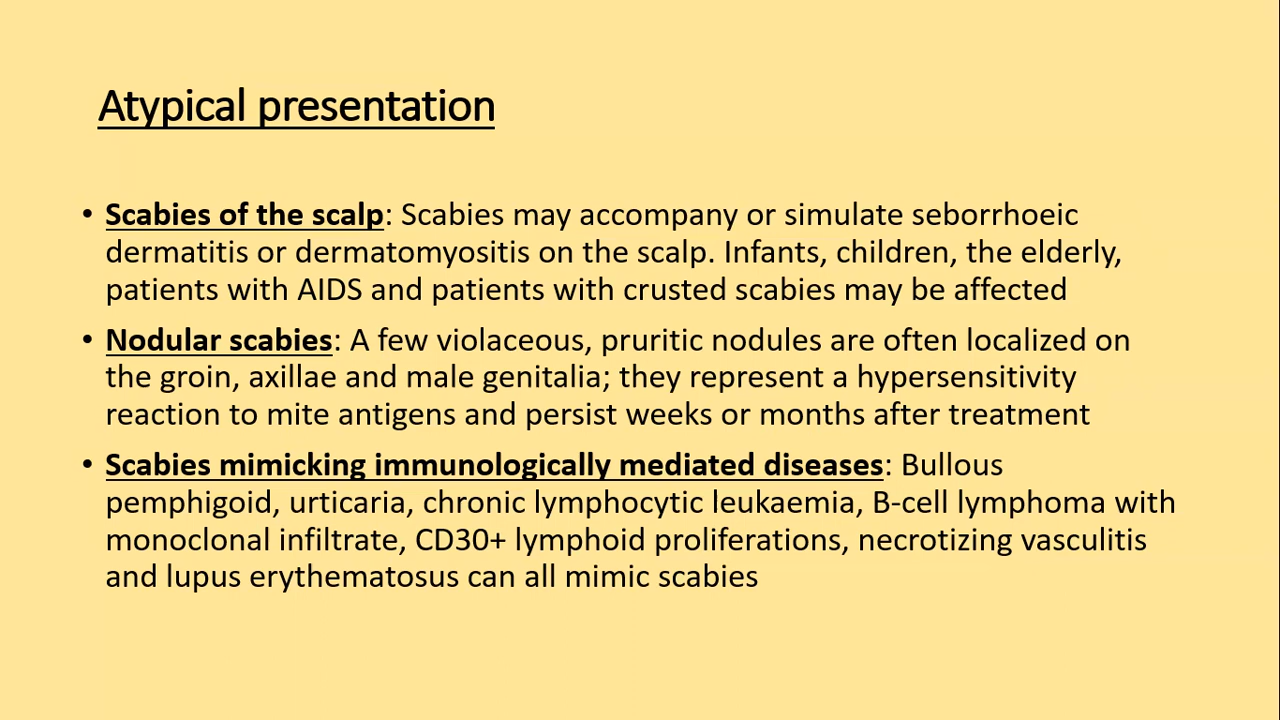 Atypical presentation
• Scabies of the scalp: Scabies may accompany or simulate seborrhoeic
dermatitis or dermatomyositis on the scalp. Infants, children, the elderly,
patients with AIDS and patients with crusted scabies may be affected
• Nodular scabies: A few violaceous, pruritic nodules are often localized on
the groin, axillae and male genitalia; they represent a hypersensitivity
reaction to mite antigens and persist weeks or months after treatment
• Scabies mimicking immunologically mediated diseases: Bullous
pemphigoid, urticaria, chronic lymphocytic leukaemia, B-cell lymphoma with
monoclonal infiltrate, CD30+ lymphoid proliferations, necrotizing vasculitis
and lupus erythematosus can all mimic scabies